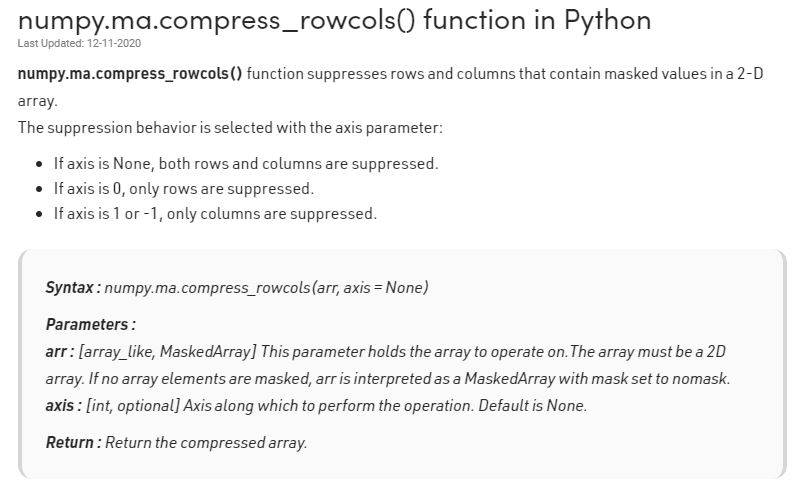 numpy.ma.compress_rowcols() function in Python
Last Updated: 12-11-2020
numpy.ma.compress_rowcols() function suppresses rows and columns that contain masked values in a 2-D
array.
The suppression behavior is selected with the axis parameter:
• If axis is None, both rows and columns are suppressed.
• If axis is 0, only rows are suppressed.
• If axis is 1 or -1, only columns are suppressed.
Syntax : numpy.ma.compress_rowcols(arr, axis = None)
Parameters :
arr : [array_like, MaskedArray] This parameter holds the array to operate on.The array must be a 2D
array. If no array elements are masked, arr is interpreted as a MaskedArray with mask set to nomask.
axis : [int, optional] Axis along which to perform the operation. Default is None.
Return : Return the compressed array.